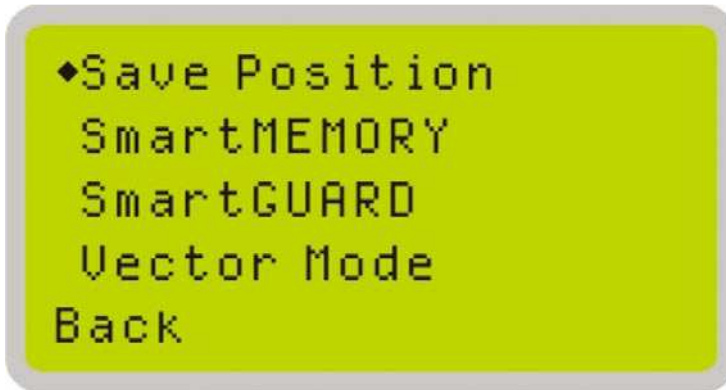 ◆Save Position
SmartMEMORY
SmartGUARD
Vector Mode
Back